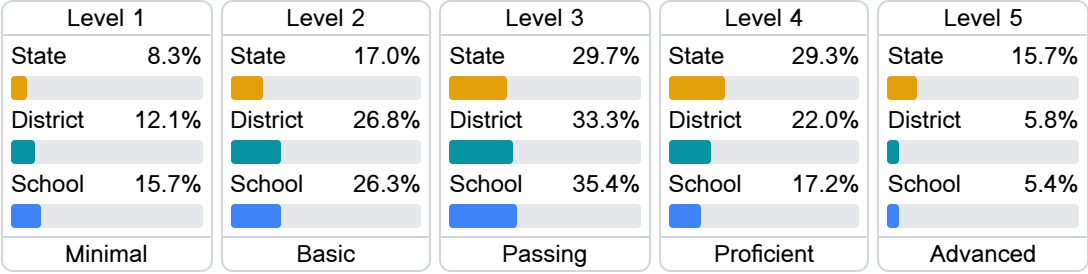 Level 1
State 8.3%
District 12.1%
School 15.7%
Minimal
Level 2
State 17.0%
District 26.8%
School 26.3%
Basic
Level 3
State 29.7%
District 33.3%
School 35.4%
Passing
Level 4
State 29.3%
District 22.0%
School 17.2%
Proficient
Level 5
State 15.7%
District 5.8%
School 5.4%
Advanced